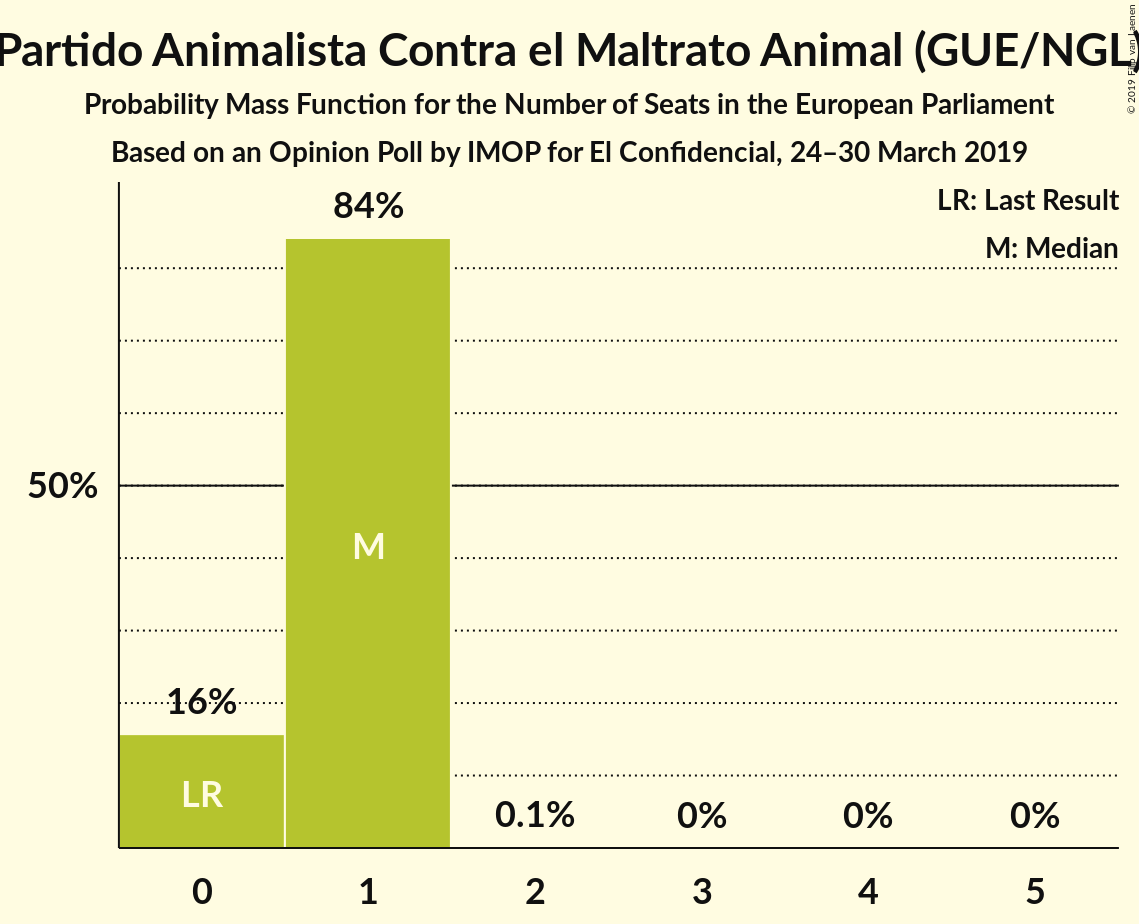 Partido Animalista Contra el Maltrato Animal (GUE/NGL)
Probability Mass Function for the Number of Seats in the European Parliament
Based on an Opinion Poll by IMOP for El Confidencial, 24–30 March 2019
© 2019 Filip van Laenen
LR: Last Result
M: Median
84%
50%
M
16%
LR
0.1%
0%
0%
0%
0
1
2
3
4
5